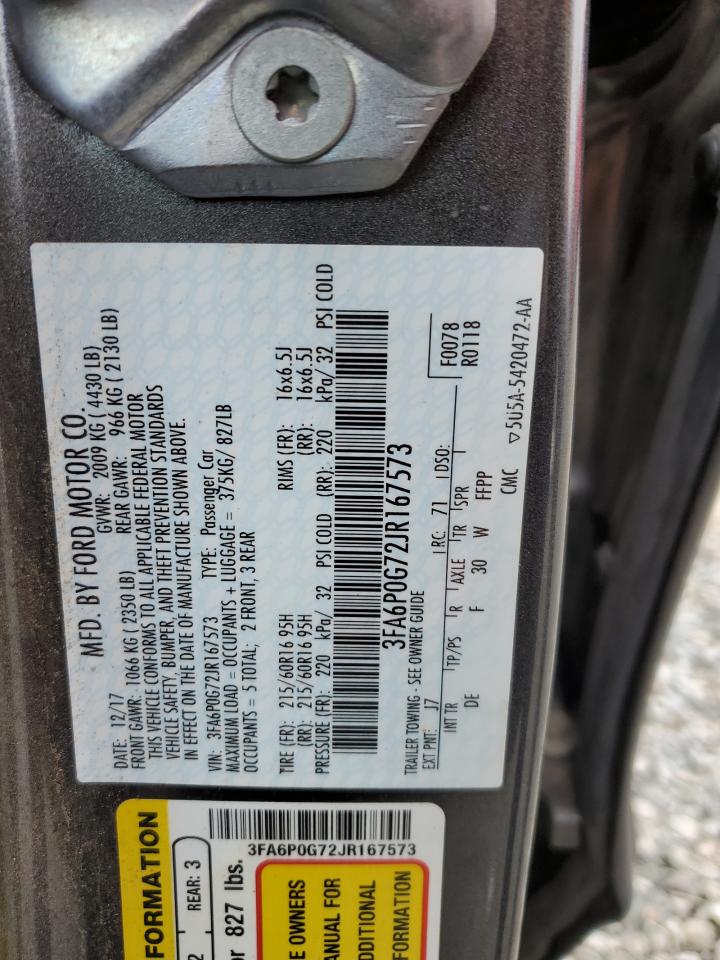 MFD. BY FORD MOTOR CO.
DATE: 12/17 GVWR: 2009 KG ( 4430 LB)
FRONT GAWR: 1066 KG ( 2350 LB) REAR GAWR: 966 KG ( 2130 LB)
THIS VEHICLE CONFORMS TO ALL APPLICABLE FEDERAL MOTOR
VEHICLE SAFETY, BUMPER, AND THEFT PREVENTION STANDARDS
IN EFFECT ON THE DATE OF MANUFACTURE SHOWN ABOVE.
VIN: 3FA6P0G72JR167573 TYPE: Passenger Car
MAXIMUM LOAD = OCCUPANTS + LUGGAGE = 375KG/ 827LB
OCCUPANTS = 5 TOTAL; 2 FRONT, 3 REAR
TIRE (FR): 215/60R16 95H RIMS (FR): 16x6.5J
(RR): 215/60R16 95H (RR): 16x6.5J
PRESSURE (FR): 220 kPa/ 32 PSI COLD (RR): 220 kPa/ 32 PSI COLD
3FA6P0G72JR167573
TRAILER TOWING - SEE OWNER GUIDE
F0078
R0118
EXT PNT: J7 RC: 71 DSO:
INT TR TP/PS R AXLE TR SPR
DE F 30 W FFPP
CMC ▽5U5A-5420472-AA
FORMATION
REAR: 3
2
or 827 lbs.
3FA6P0G72JR167573
E OWNERS
ANUAL FOR
DDITIONAL
FORMATION